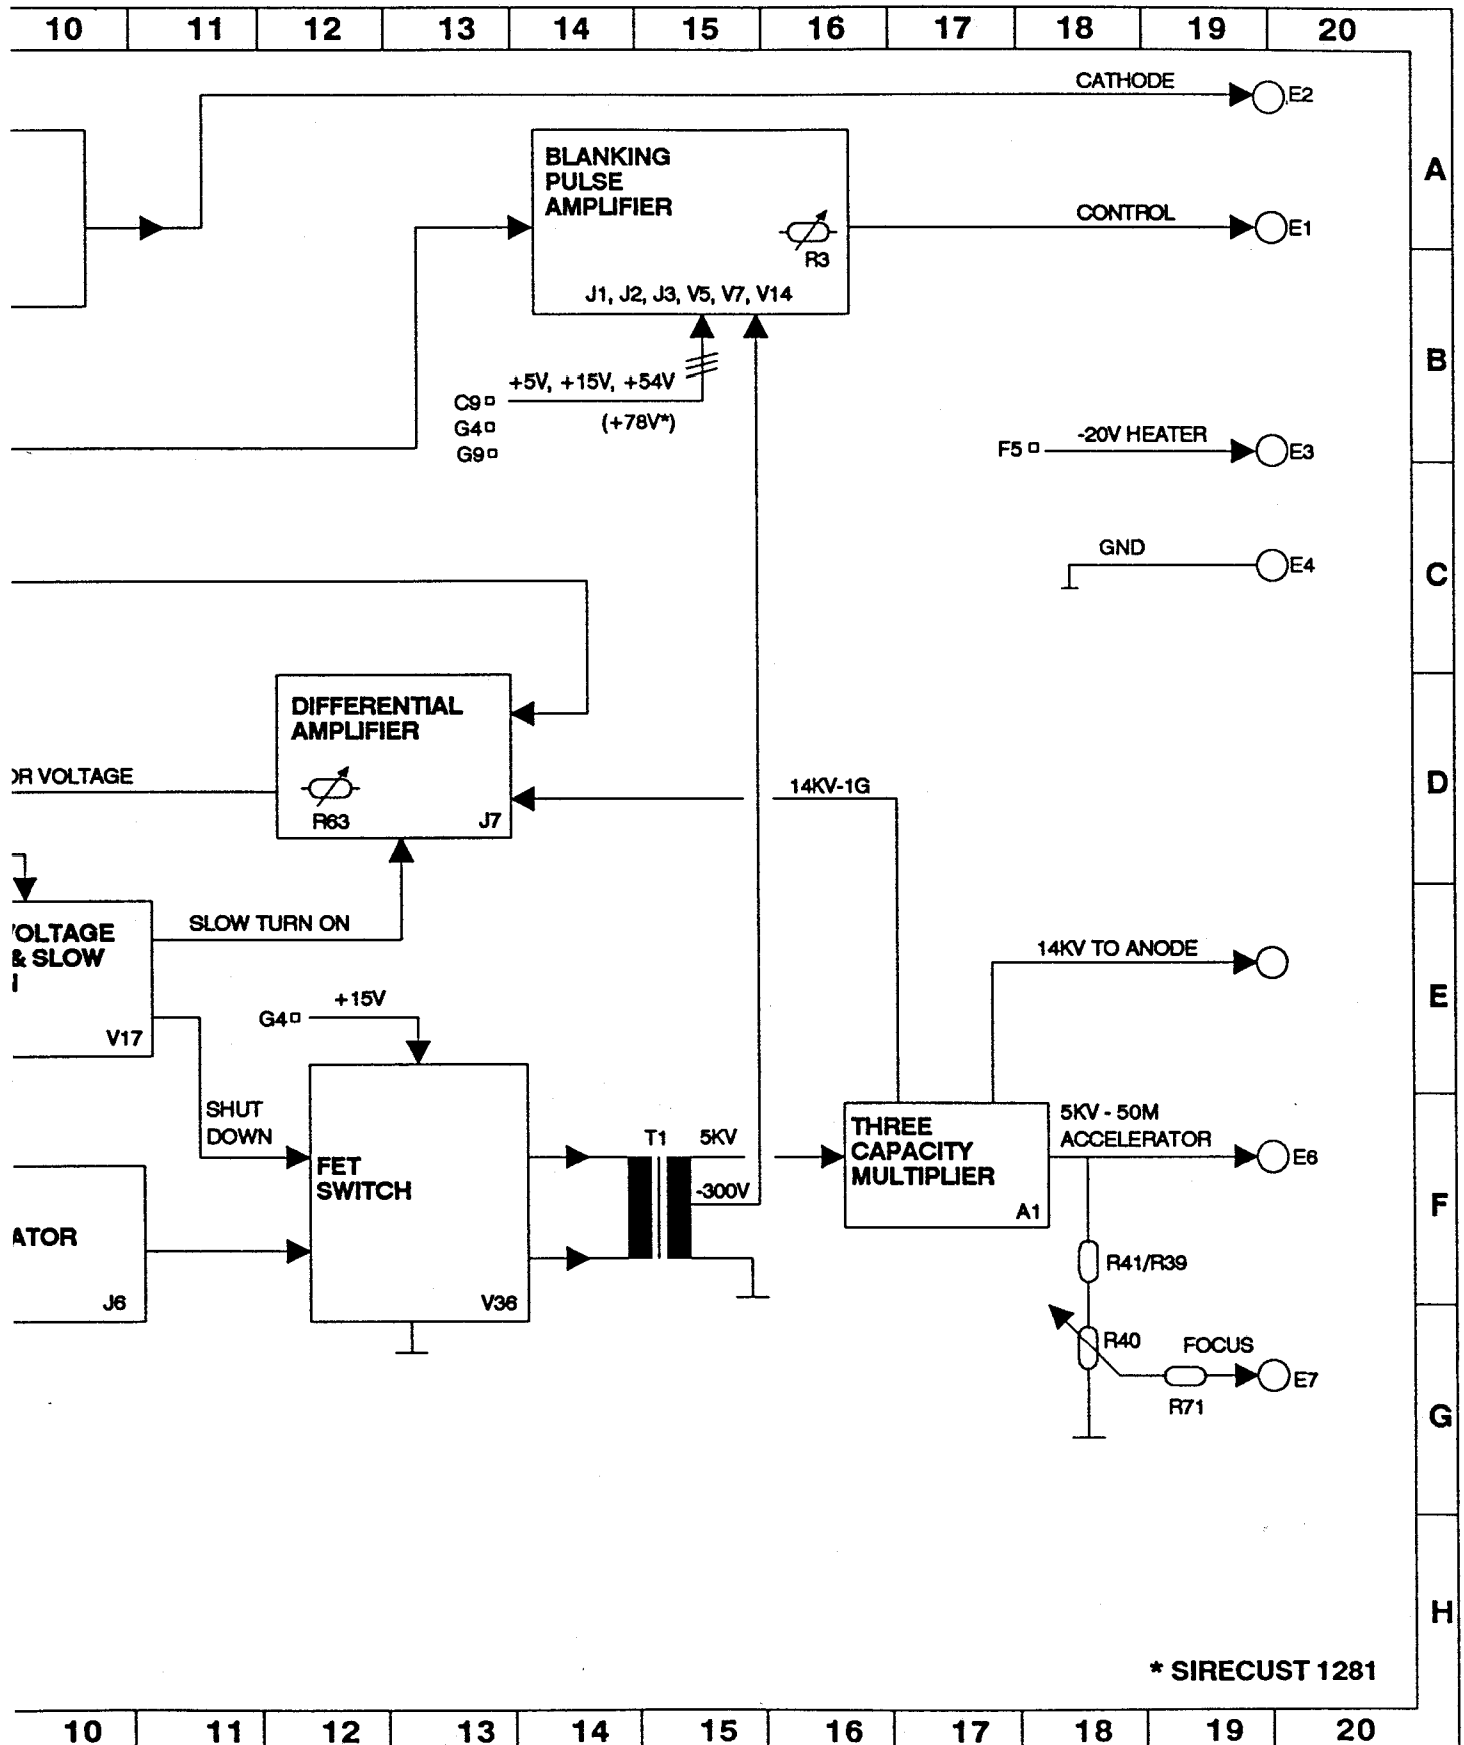 10 11 12 13 14 15 16 17 18 19 20
CATHODE
E2
A
BLANKING
PULSE
AMPLIFIER
R3
J1, J2, J3, V5, V7, V14
CONTROL
E1
B
+5V, +15V, +54V
(+78V*)
C9
G4
G9
F5
-20V HEATER
E3
GND
E4
C
DIFFERENTIAL
AMPLIFIER
R63
J7
OR VOLTAGE
14KV-1G
D
SLOW TURN ON
VOLTAGE
& SLOW
V17
14KV TO ANODE
E
G4
+15V
SHUT
DOWN
FET
SWITCH
V36
T1
5KV
-300V
THREE
CAPACITY
MULTIPLIER
A1
5KV - 50M
ACCELERATOR
E6
F
ATOR
J6
R41/R39
R40
FOCUS
E7
R71
G
H
* SIRECUST 1281
10 11 12 13 14 15 16 17 18 19 20